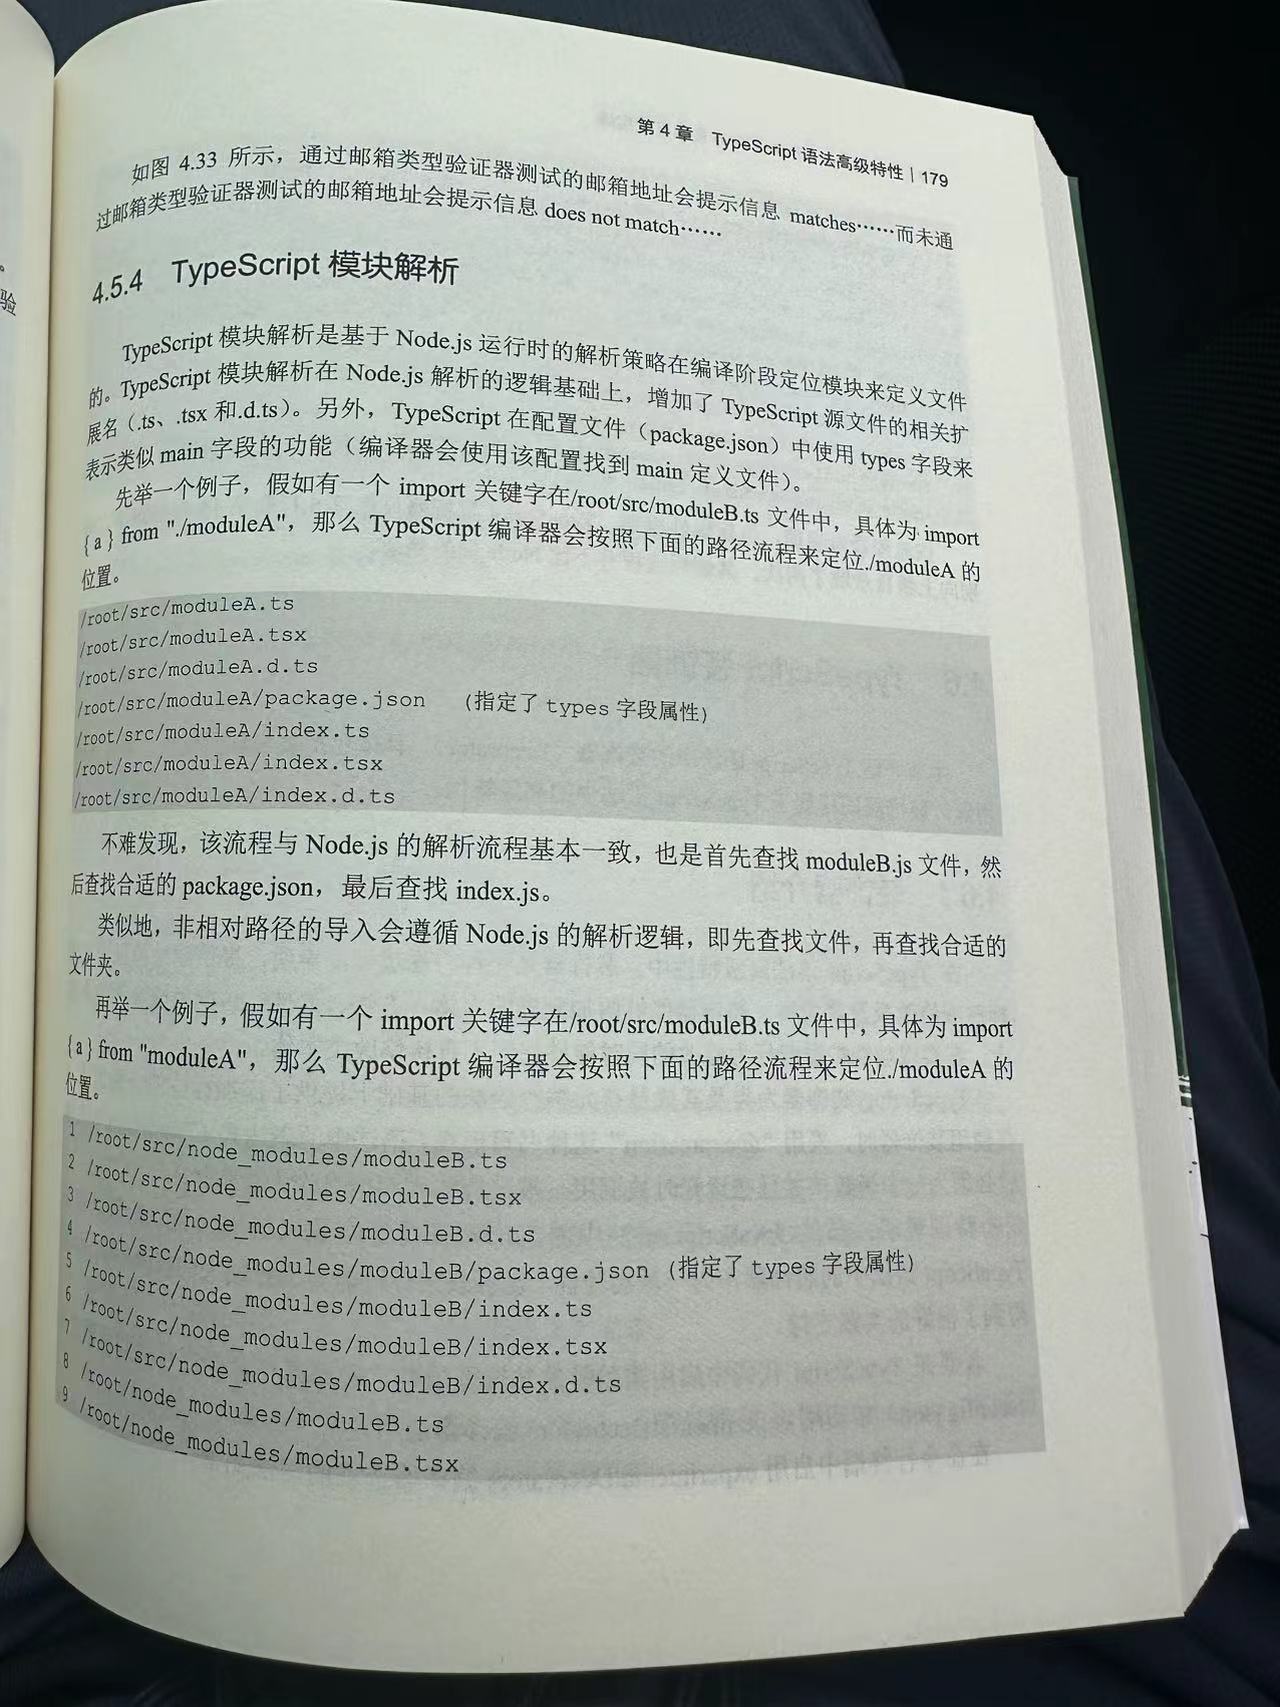 第4章 TypeScript 语法高级特性 | 179
如图 4.33 所示，通过邮箱类型验证器测试的邮箱地址会提示信息 matches……而未通
过邮箱类型验证器测试的邮箱地址会提示信息 does not match……
4.5.4 TypeScript 模块解析
TypeScript 模块解析是基于 Node.js 运行时的解析策略在编译阶段定位模块来定义文件
的。TypeScript 模块解析在 Node.js 解析的逻辑基础上，增加了 TypeScript 源文件的相关扩
展名（.ts、.tsx 和.d.ts）。另外，TypeScript 在配置文件（package.json）中使用 types 字段来
表示类似 main 字段的功能（编译器会使用该配置找到 main 定义文件）。
先举一个例子，假如有一个 import 关键字在/root/src/moduleB.ts 文件中，具体为 import
{ a } from "./moduleA"，那么 TypeScript 编译器会按照下面的路径流程来定位./moduleA 的
位置。
/root/src/moduleA.ts
/root/src/moduleA.tsx
/root/src/moduleA.d.ts
/root/src/moduleA/package.json （指定了 types 字段属性）
/root/src/moduleA/index.ts
/root/src/moduleA/index.tsx
/root/src/moduleA/index.d.ts
不难发现，该流程与 Node.js 的解析流程基本一致，也是首先查找 moduleB.js 文件，然
后查找合适的 package.json，最后查找 index.js。
类似地，非相对路径的导入会遵循 Node.js 的解析逻辑，即先查找文件，再查找合适的
文件夹。
再举一个例子，假如有一个 import 关键字在/root/src/moduleB.ts 文件中，具体为 import
{ a } from "moduleA"，那么 TypeScript 编译器会按照下面的路径流程来定位./moduleA 的
位置。
1 /root/src/node_modules/moduleB.ts
2 /root/src/node_modules/moduleB.tsx
3 /root/src/node_modules/moduleB.d.ts
4 /root/src/node_modules/moduleB/package.json （指定了 types 字段属性）
5 /root/src/node_modules/moduleB/index.ts
6 /root/src/node_modules/moduleB/index.tsx
7 /root/src/node_modules/moduleB/index.d.ts
8 /root/node_modules/moduleB.ts
9 /root/node_modules/moduleB.tsx
。
验